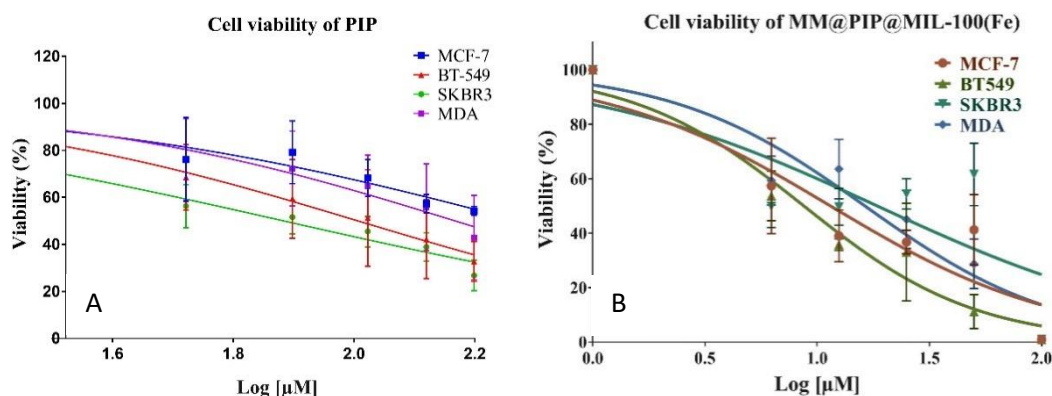 Cell viability of PIP
120
100
80
60
40
20
0
Viability (%)
MCF-7
BT-549
SKBR3
MDA
A
1.6
1.8
2.0
2.2
Log [µM]
Cell viability of MM@PIP@MIL-100(Fe)
100
80
60
40
20
0
Viability (%)
MCF-7
BT549
SKBR3
MDA
B
0.0
0.5
1.0
1.5
2.0
Log [µM]